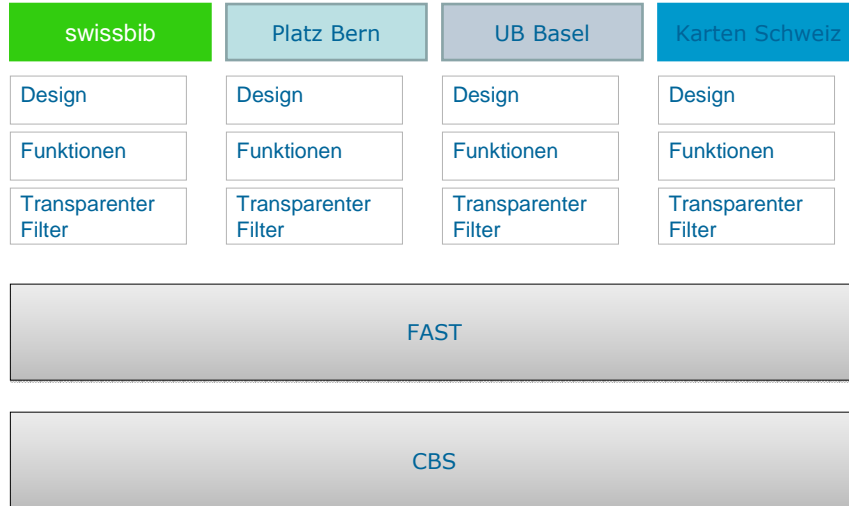 swissbib
Platz Bern
UB Basel
Karten Schweiz
Design
Design
Design
Design
Funktionen
Funktionen
Funktionen
Funktionen
Transparenter
Filter
Transparenter
Filter
Transparenter
Filter
Transparenter
Filter
FAST
CBS